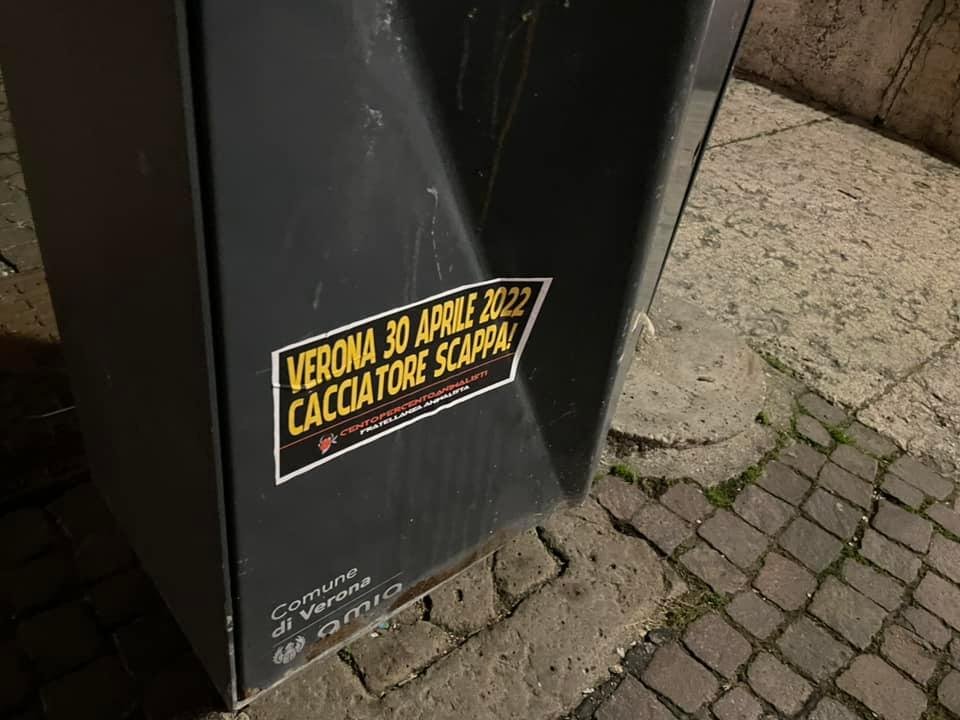 VERONA 30 APRILE 2022
CACCIATORE SCAPPA!
CENTOPERCENTOANIMALISTI
FRATELLANZA ANIMALISTA
Comune
di Verona
amia